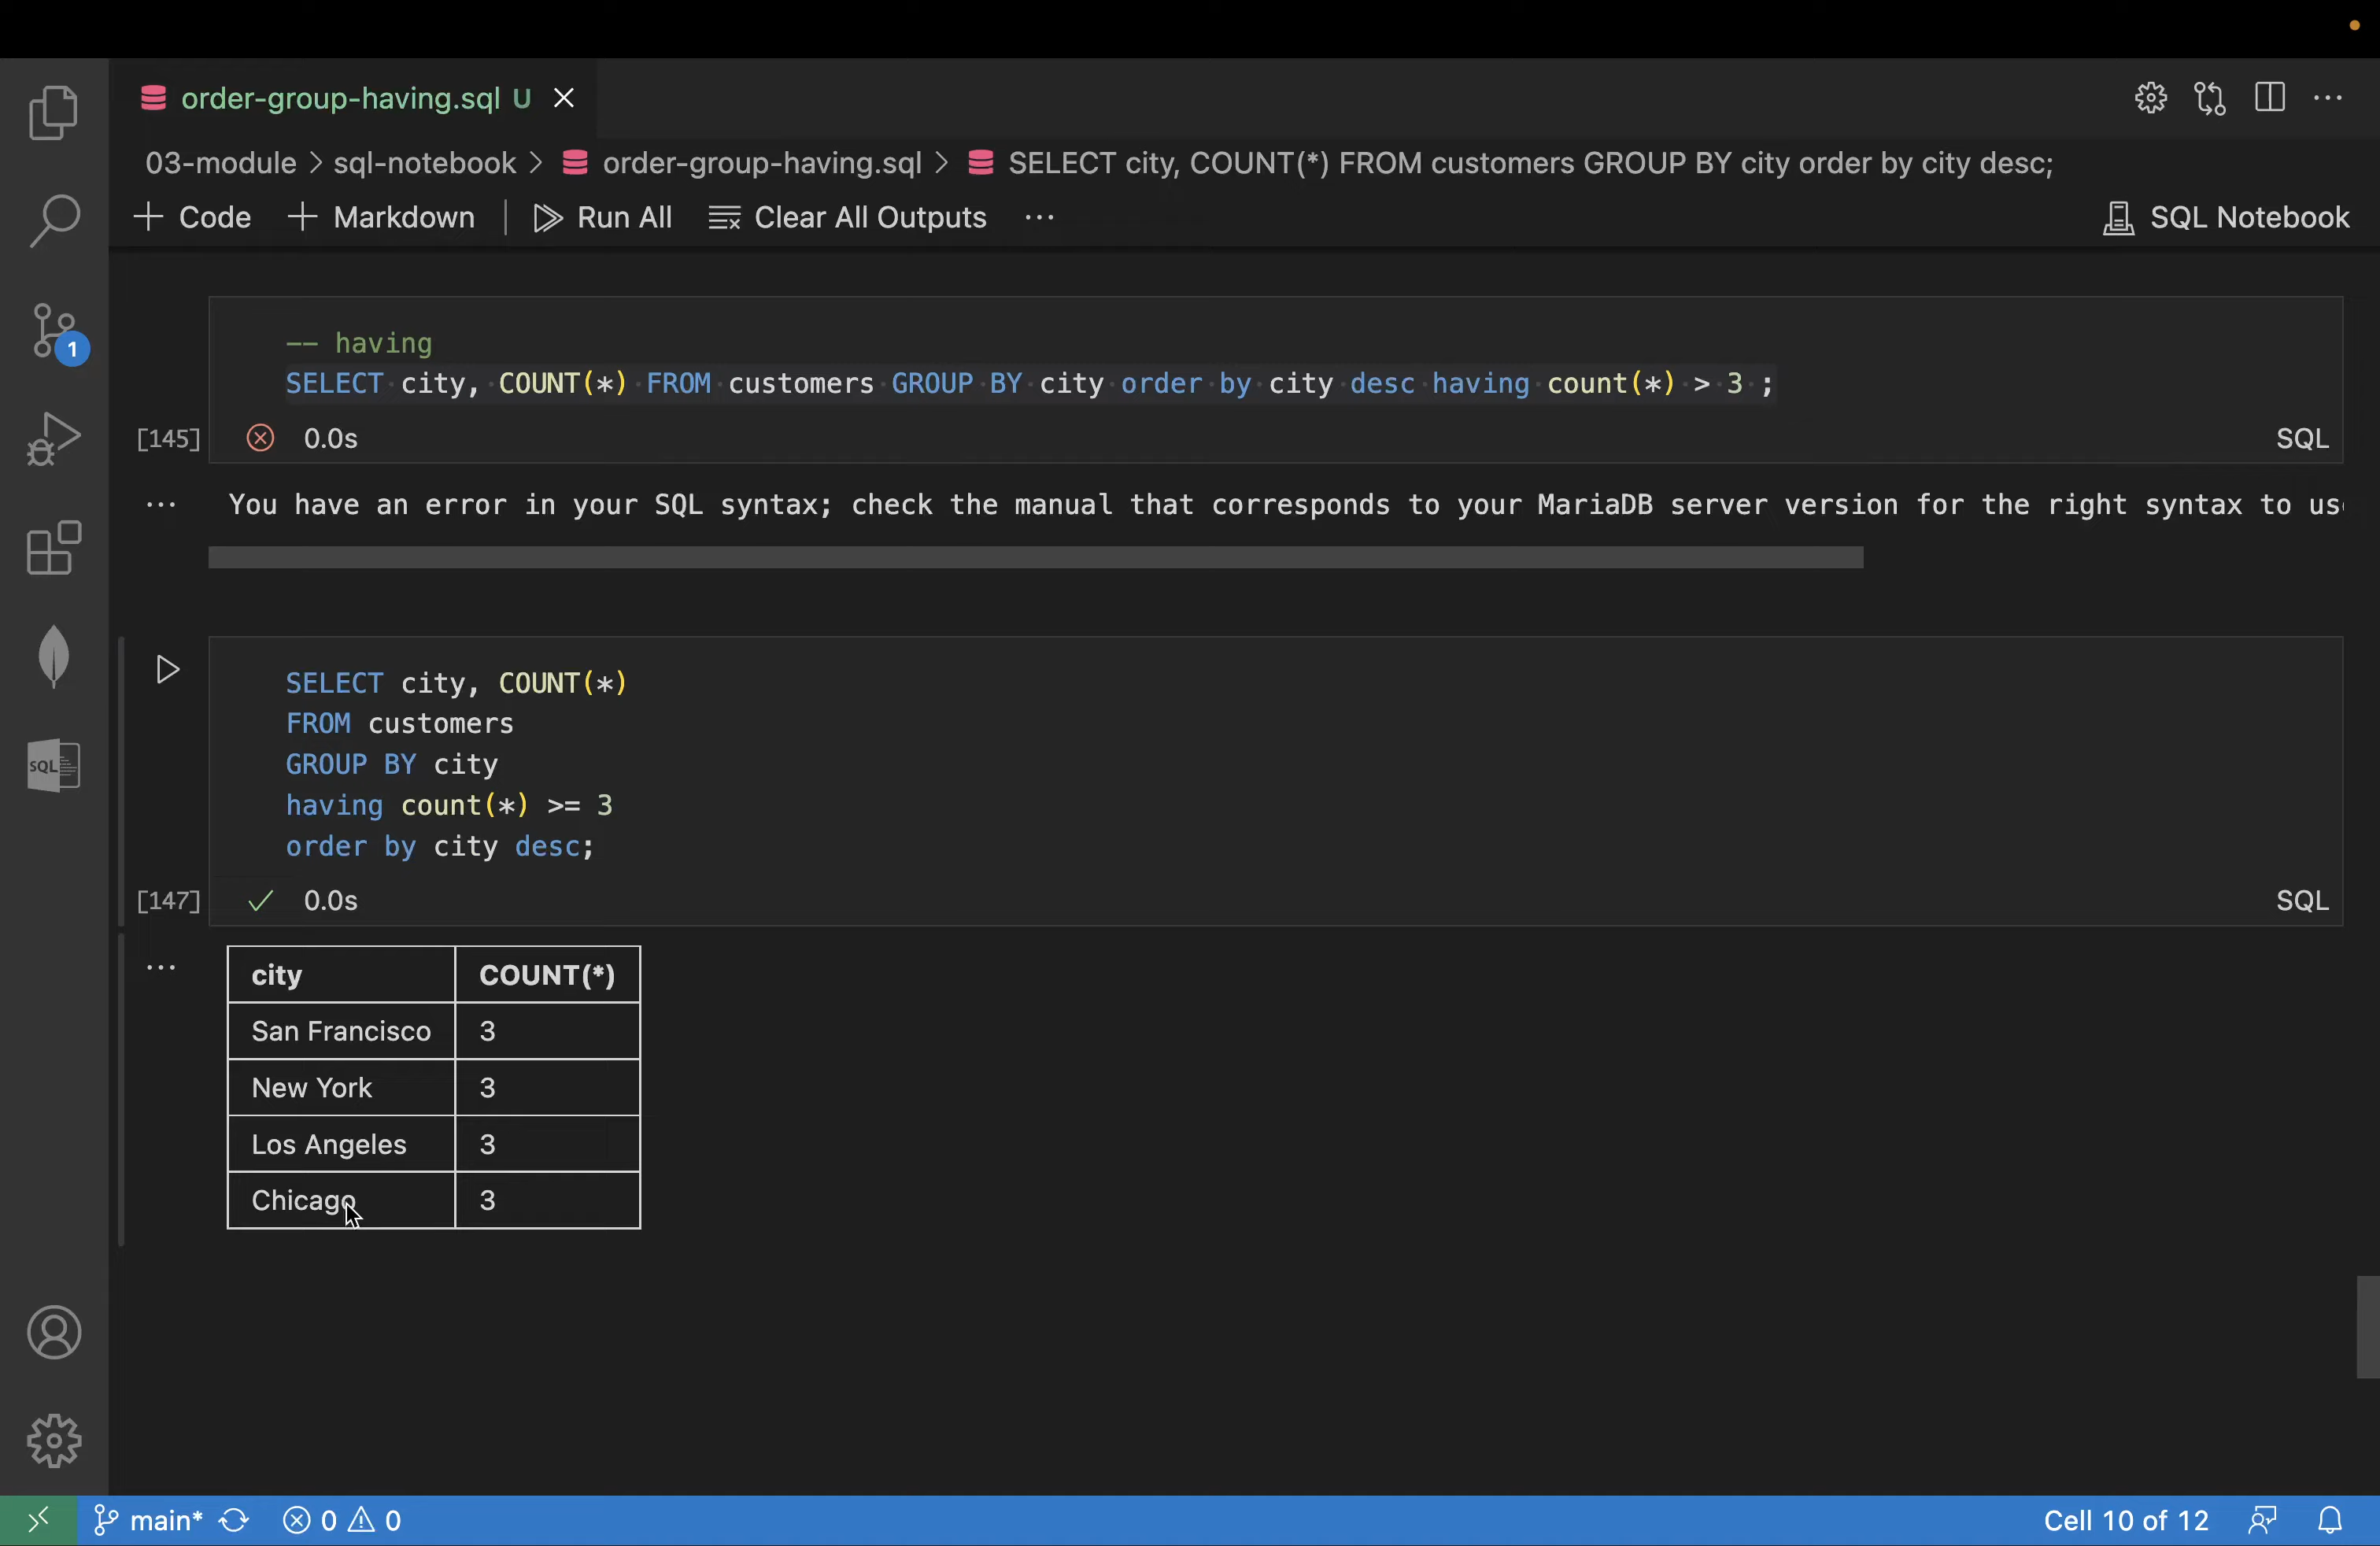 order-group-having.sql U
03-module > sql-notebook > order-group-having.sql > SELECT city, COUNT(*) FROM customers GROUP BY city order by city desc;
+ Code + Markdown Run All Clear All Outputs ... SQL Notebook
1
-- having
SELECT city, COUNT(*) FROM customers GROUP BY city order by city desc having count(*) > 3 ;
[145] 0.0s SQL
You have an error in your SQL syntax; check the manual that corresponds to your MariaDB server version for the right syntax to
SELECT city, COUNT(*)
FROM customers
GROUP BY city
having count(*) >= 3
order by city desc;
[147] 0.0s SQL
SQL
city COUNT(*)
San Francisco 3
New York 3
Los Angeles 3
Chicago 3
main* 0 0 Cell 10 of 12